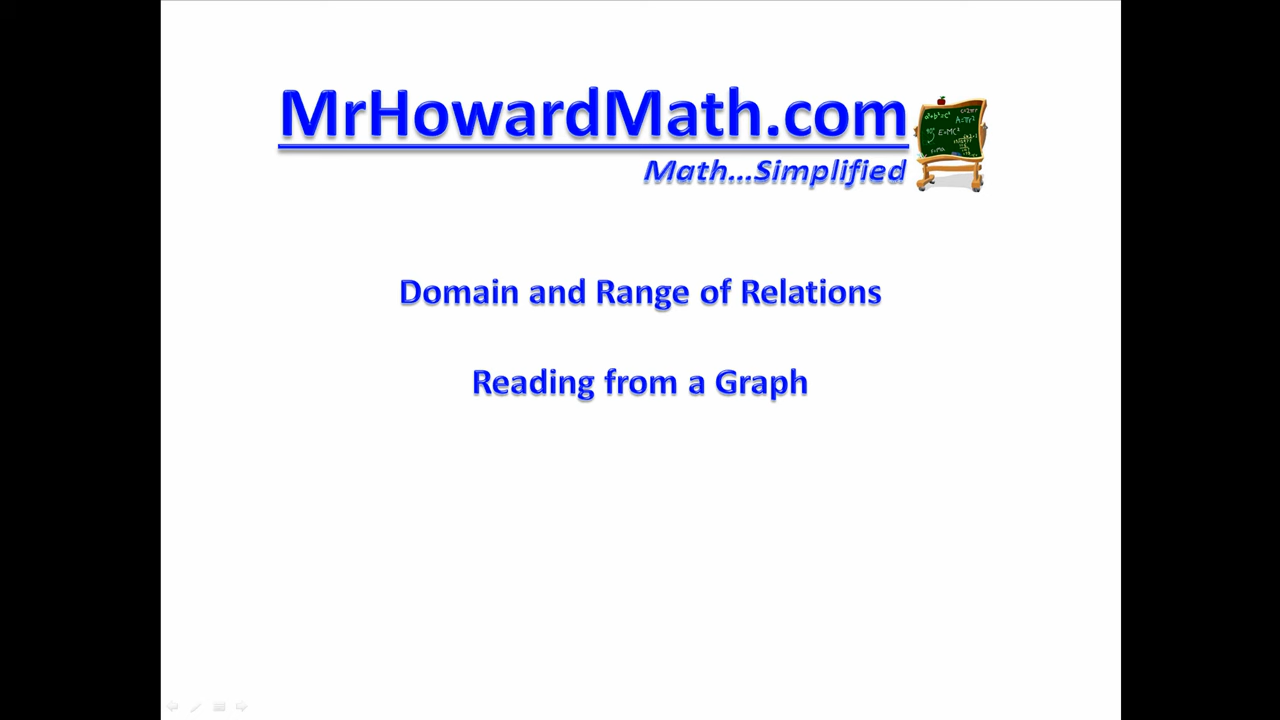 MrHowardMath.com
Math...Simplified
Domain and Range of Relations
Reading from a Graph